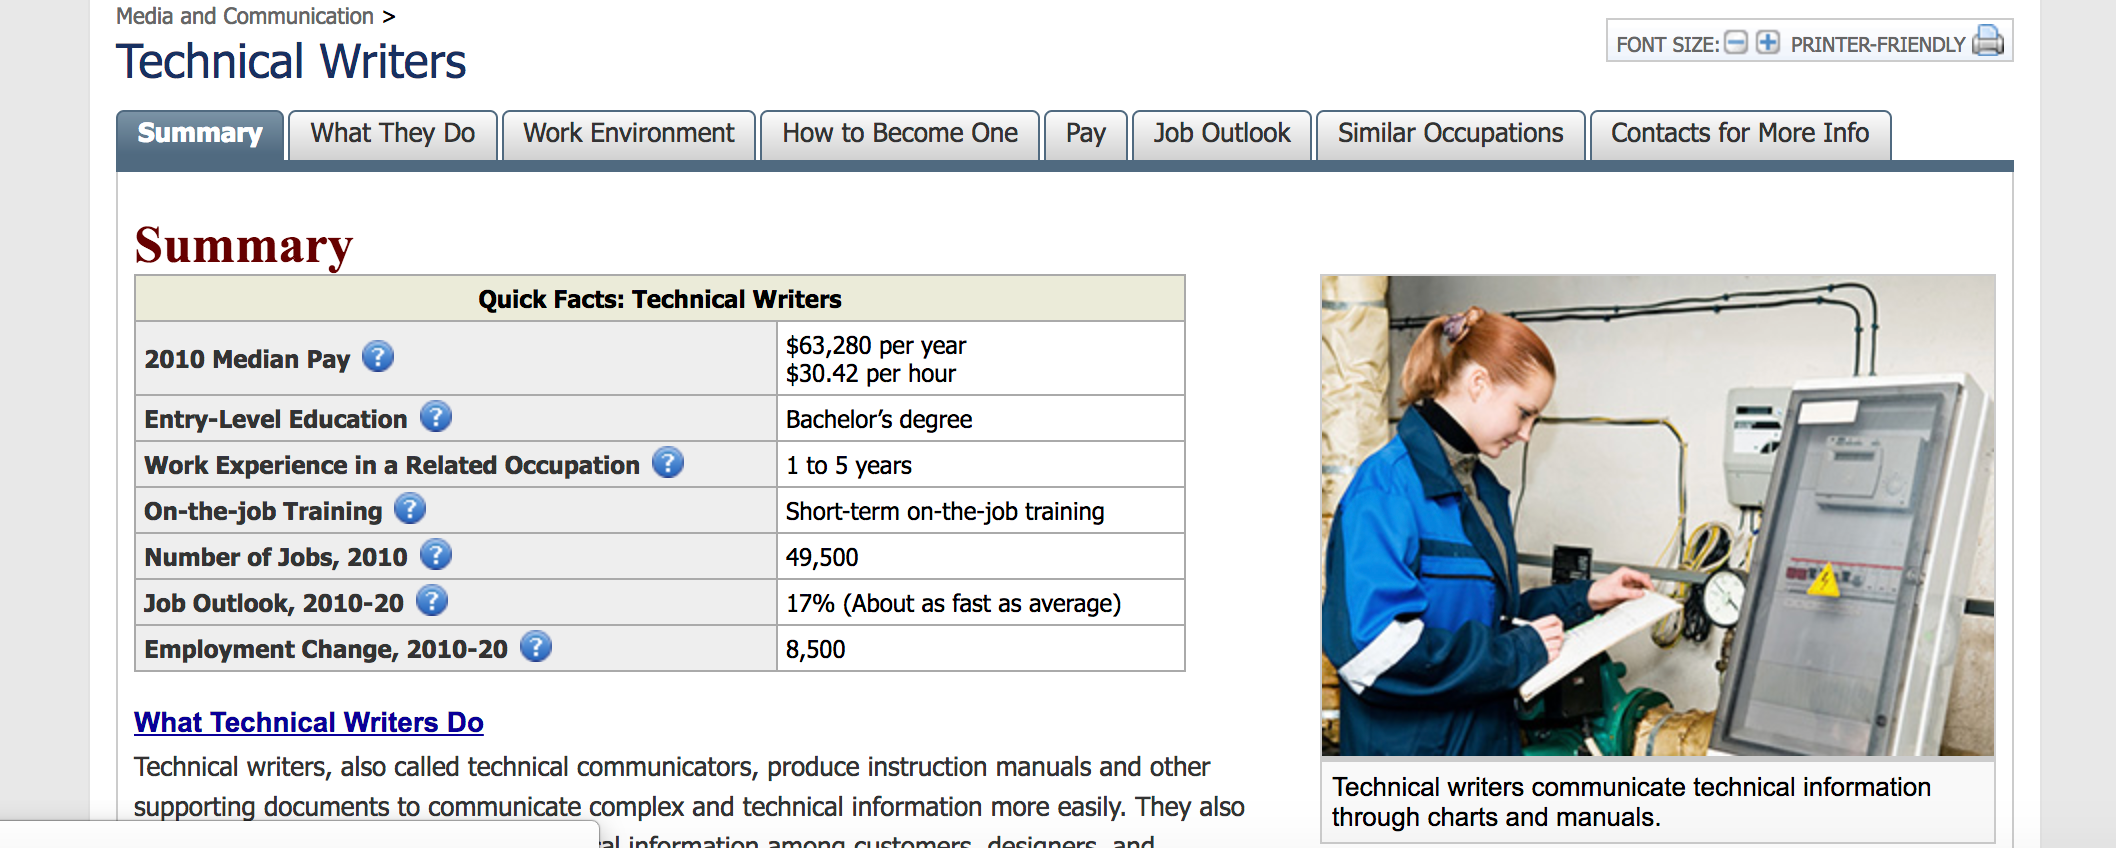 Media and Communication >
Technical Writers
FONT SIZE: PRINTER-FRIENDLY
Summary What They Do Work Environment How to Become One Pay Job Outlook Similar Occupations Contacts for More Info
Summary
Quick Facts: Technical Writers
2010 Median Pay ? $63,280 per year
$30.42 per hour
Entry-Level Education ? Bachelor’s degree
Work Experience in a Related Occupation ? 1 to 5 years
On-the-job Training ? Short-term on-the-job training
Number of Jobs, 2010 ? 49,500
Job Outlook, 2010-20 ? 17% (About as fast as average)
Employment Change, 2010-20 ? 8,500
What Technical Writers Do
Technical writers, also called technical communicators, produce instruction manuals and other
supporting documents to communicate complex and technical information more easily. They also
information among customers, designers, and
Technical writers communicate technical information
through charts and manuals.